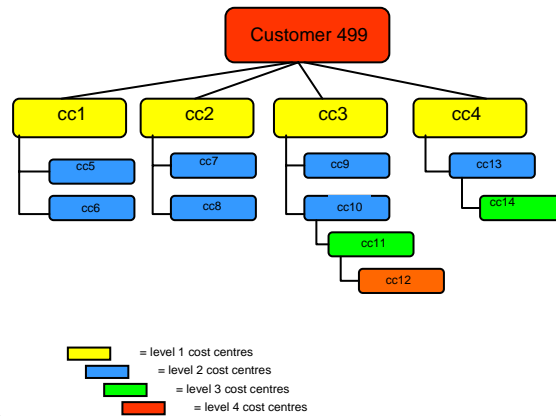 Customer 499
cc1 cc2 cc3 cc4
cc5 cc7 cc9 cc13
cc6 cc8 cc10 cc14
cc11
cc12
= level 1 cost centres
= level 2 cost centres
= level 3 cost centres
= level 4 cost centres